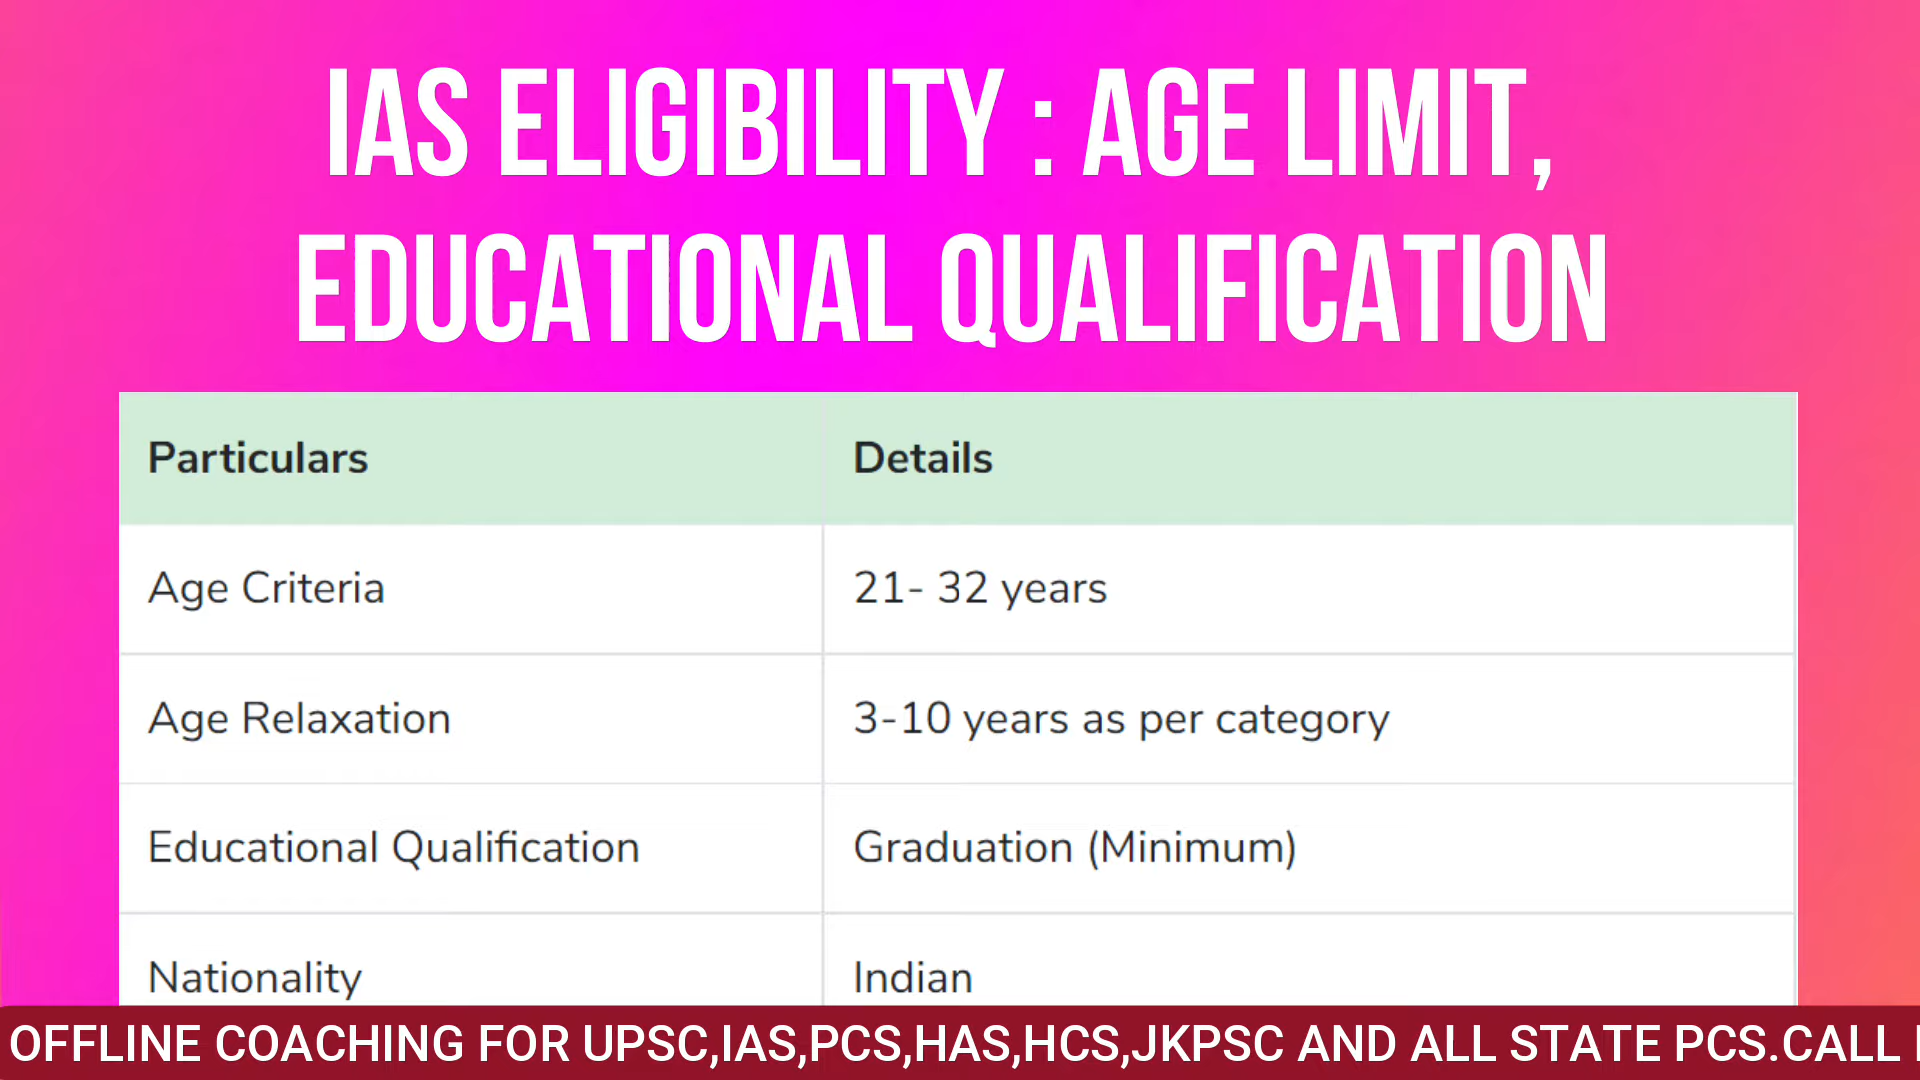 IAS ELIGIBILITY : AGE LIMIT,
EDUCATIONAL QUALIFICATION
Particulars Details
Age Criteria 21- 32 years
Age Relaxation 3-10 years as per category
Educational Qualification Graduation (Minimum)
Nationality Indian
OFFLINE COACHING FOR UPSC,IAS,PCS,HAS,HCS,JKPSC AND ALL STATE PCS.CALL